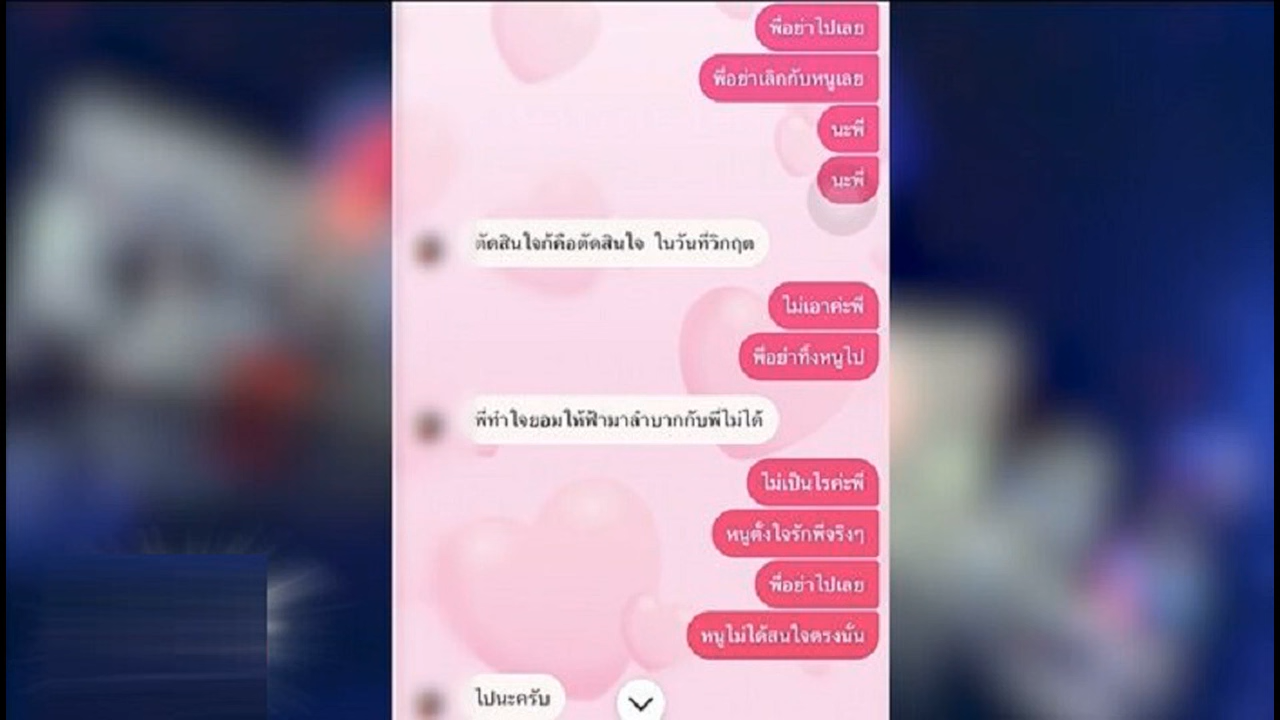 พี่อย่าไปเลย
พี่อย่าเลิกกับหนูเลย
นะพี่
นะพี่
ตัดสินใจก้คือตัดสินใจ ในวันที่วิกฤต
ไม่เอาค่ะพี่
พี่อย่าทิ้งหนูไป
พี่ทำใจยอมให้ฟ้ามาลำบากกับพี่ไม่ได้
ไม่เป็นไรค่ะพี่
หนูตั้งใจรักพี่จริงๆ
พี่อย่าไปเลย
หนูไม่ได้สนใจตรงนั้น
ไปนะครับ